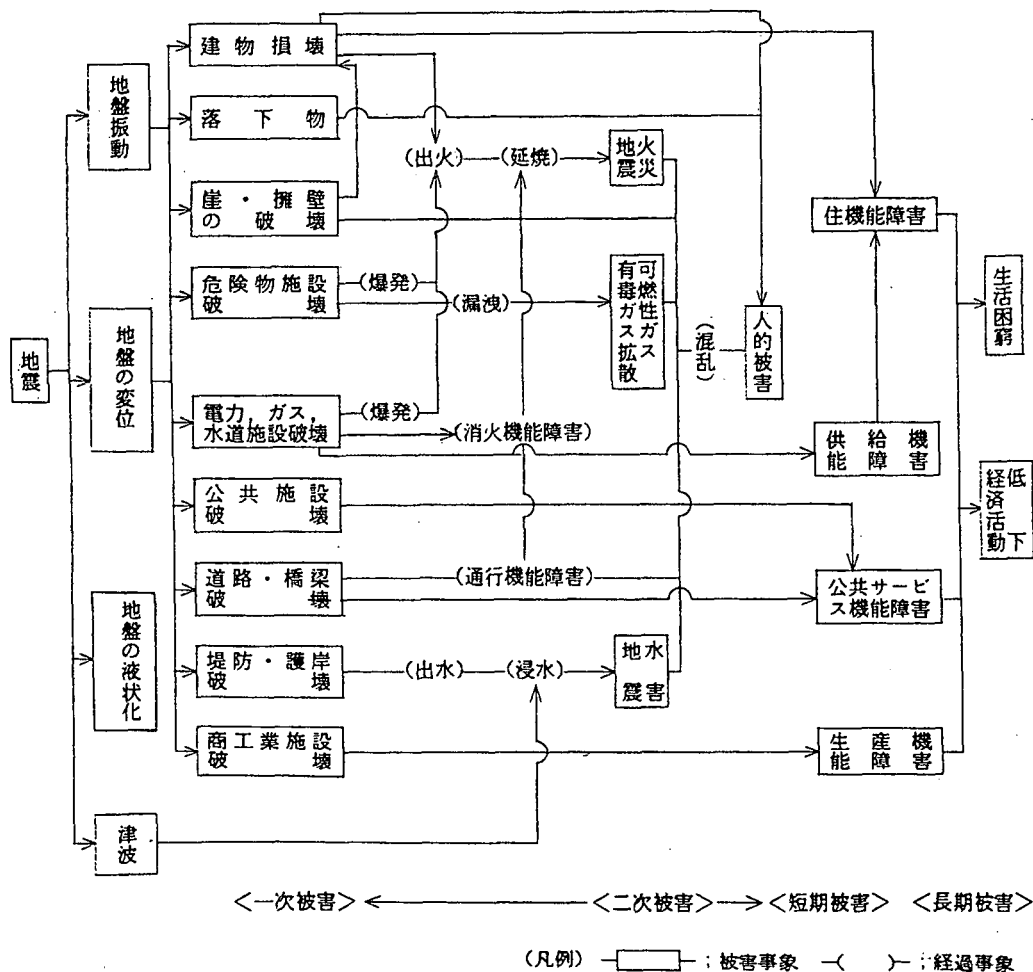 地震
地盤振動
地盤の変位
地盤の液状化
津波
建物損壊
落下物
崖・擁壁
の破壊
危険物施設
破壊
電力，ガス，
水道施設破壊
公共施設
破壊
道路・橋梁
破壊
堤防・護岸
破壊
商工業施設
破壊
(出火)
(延焼)
(爆発)
(漏洩)
(爆発)
(消火機能障害)
(通行機能障害)
(出水)
(浸水)
火災
地震
可燃性ガス
有毒ガス拡散
水害
地震
(混乱)
人的被害
住機能障害
供給機
能障害
公共サービ
ス機能障害
生産機
能障害
生活困窮
低下
経済活動
<一次被害>
<二次被害>
<短期被害>
<長期被害>
(凡例)
；被害事象
( )
；経過事象